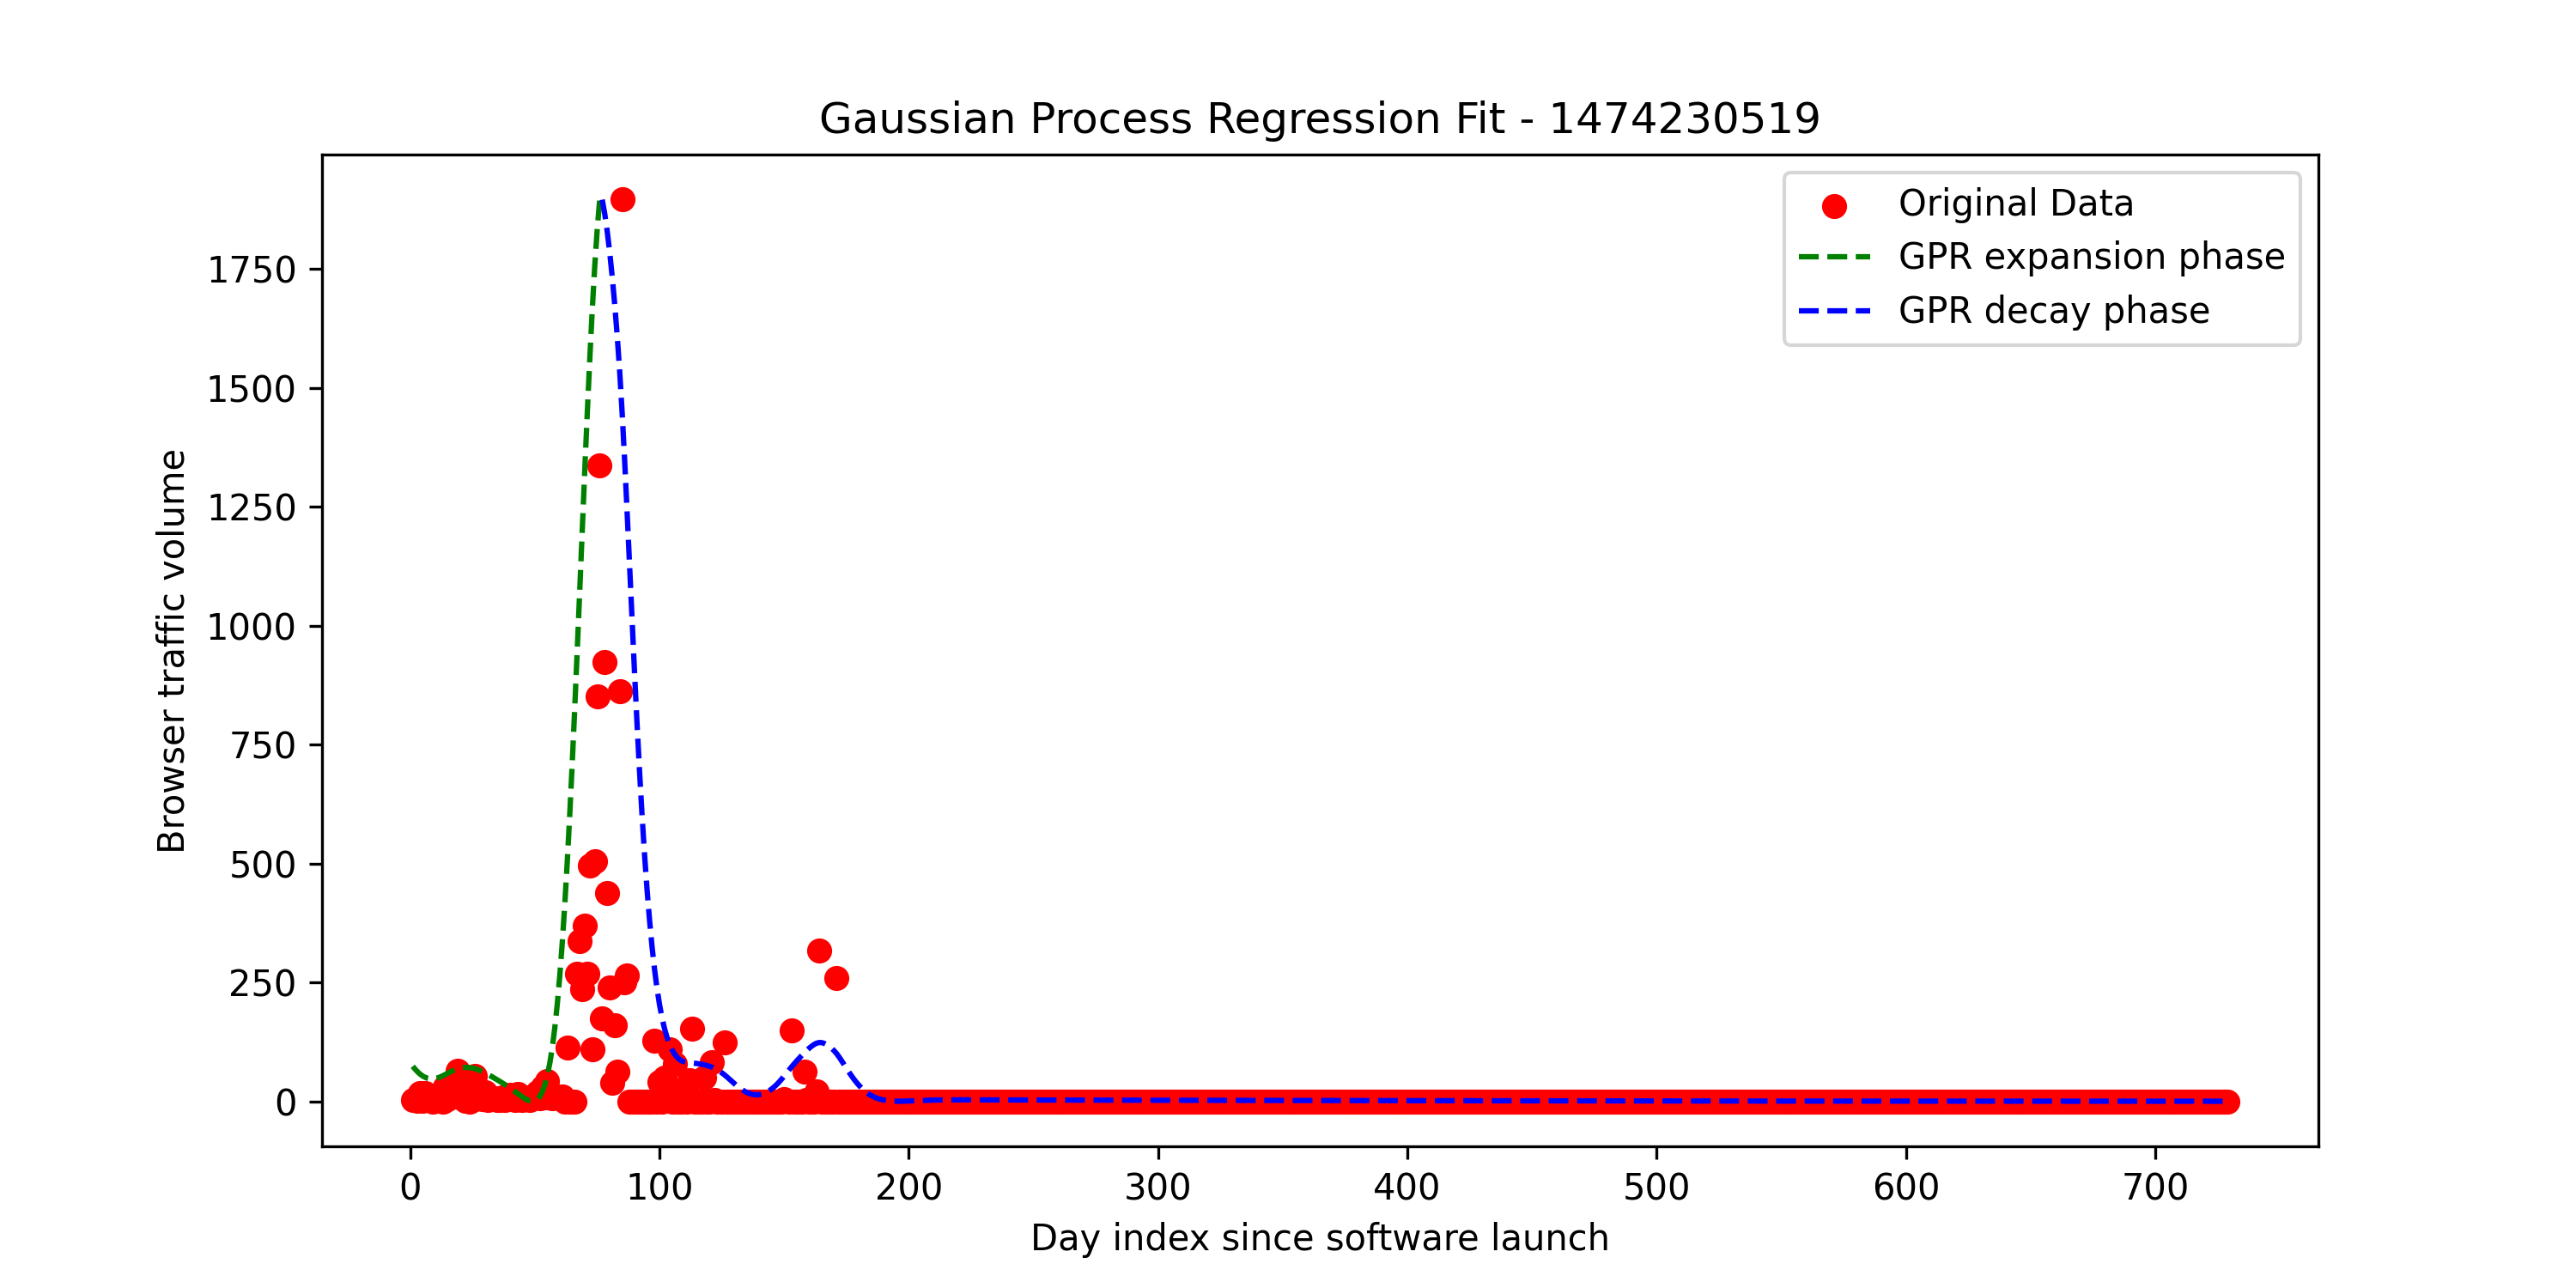 Gaussian Process Regression Fit - 1474230519
Original Data
GPR expansion phase
GPR decay phase
Browser traffic volume
1750
1500
1250
1000
750
500
250
0
0 100 200 300 400 500 600 700
Day index since software launch